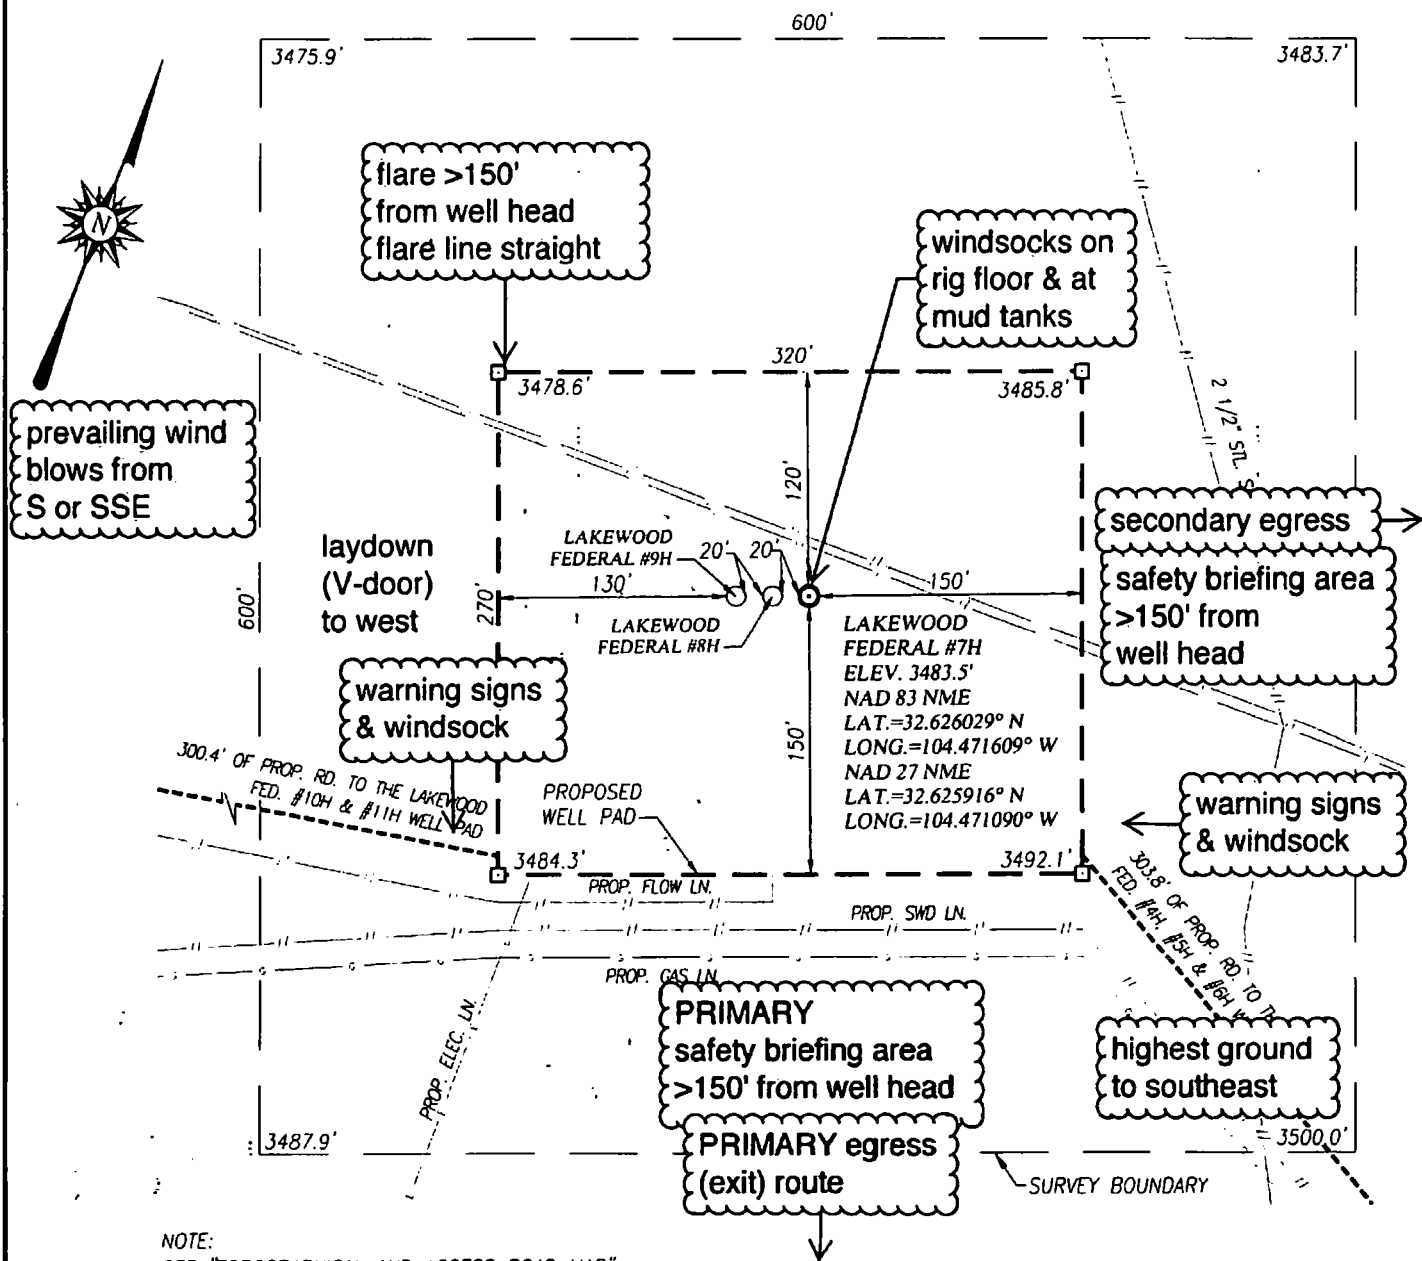 600'
3475.9'
3483.7'
N
flare >150'
from well head
flare line straight
windsocks on
rig floor & at
mud tanks
320'
3478.6'
3485.8'
2 1/2" STL.
prevailing wind
blows from
S or SSE
120'
secondary egress
safety briefing area
>150' from
well head
laydown
(V-door)
to west
600'
270'
LAKEWOOD
FEDERAL #9H
20'
20'
130'
150'
LAKEWOOD
FEDERAL #8H
LAKEWOOD
FEDERAL #7H
ELEV. 3483.5'
NAD 83 NME
LAT.=32.626029° N
LONG.=104.471609° W
NAD 27 NME
LAT.=32.625916° N
LONG.=104.471090° W
150'
warning signs
& windsock
300.4' OF PROP. RD. TO THE LAKEWOOD
FED. #10H & #11H WELL PAD
PROPOSED
WELL PAD
warning signs
& windsock
3484.3'
3492.1'
PROP. FLOW LN.
PROP. SWD LN.
PROP. GAS LN.
303.8' OF PROP. RD. TO
FED. #4H, #5H & #6H
PROP. ELEC. LN.
PRIMARY
safety briefing area
>150' from well head
highest ground
to southeast
PRIMARY egress
(exit) route
3487.9'
3500.0'
SURVEY BOUNDARY
NOTE: